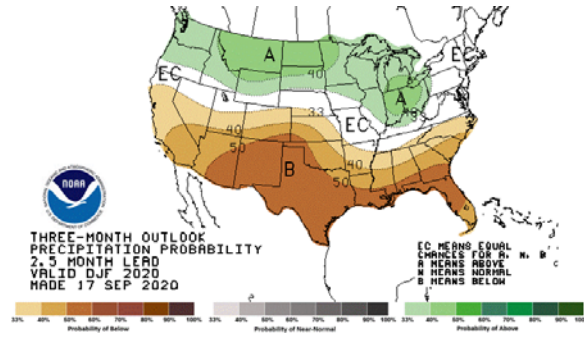 A
40
EC
EC
33
A
40
EC
50
40
B
40
50
NOAA
THREE-MONTH OUTLOOK
PRECIPITATION PROBABILITY
2.5 MONTH LEAD
VALID DJF 2020
MADE 17 SEP 2020
EC MEANS EQUAL
CHANCES FOR A, N, B
A MEANS ABOVE
N MEANS NORMAL
B MEANS BELOW
33% 40% 50% 60% 70% 80% 90% 100%
Probability of Below
33% 40% 50% 60% 70% 80% 90% 100%
Probability of Near-Normal
33% 40% 50% 60% 70% 80% 90% 100%
Probability of Above